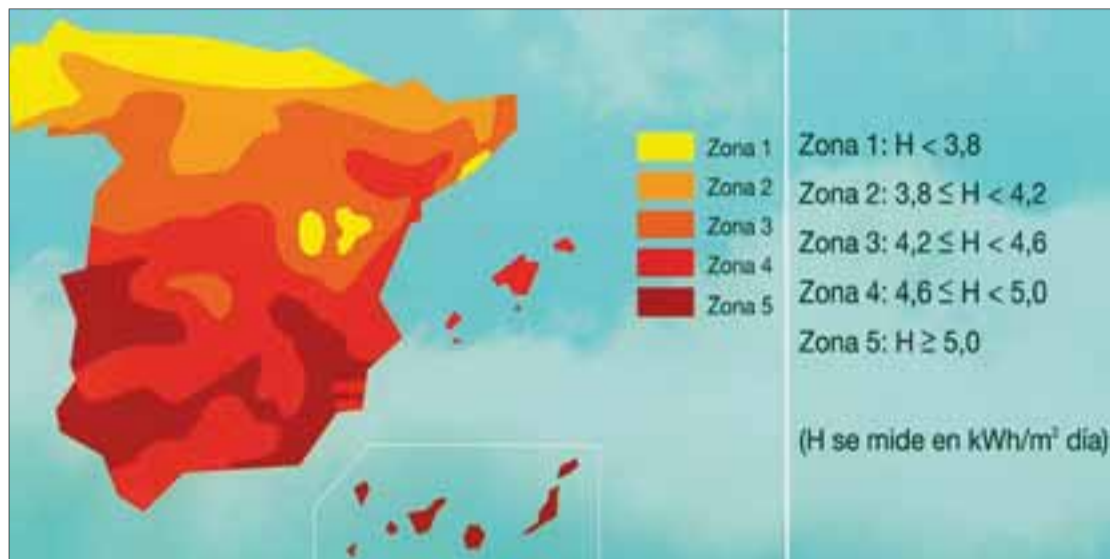 Zona 1
Zona 2
Zona 3
Zona 4
Zona 5
Zona 1: H < 3,8
Zona 2: 3,8 ≤ H < 4,2
Zona 3: 4,2 ≤ H < 4,6
Zona 4: 4,6 ≤ H < 5,0
Zona 5: H ≥ 5,0
(H se mide en kWh/m² día)